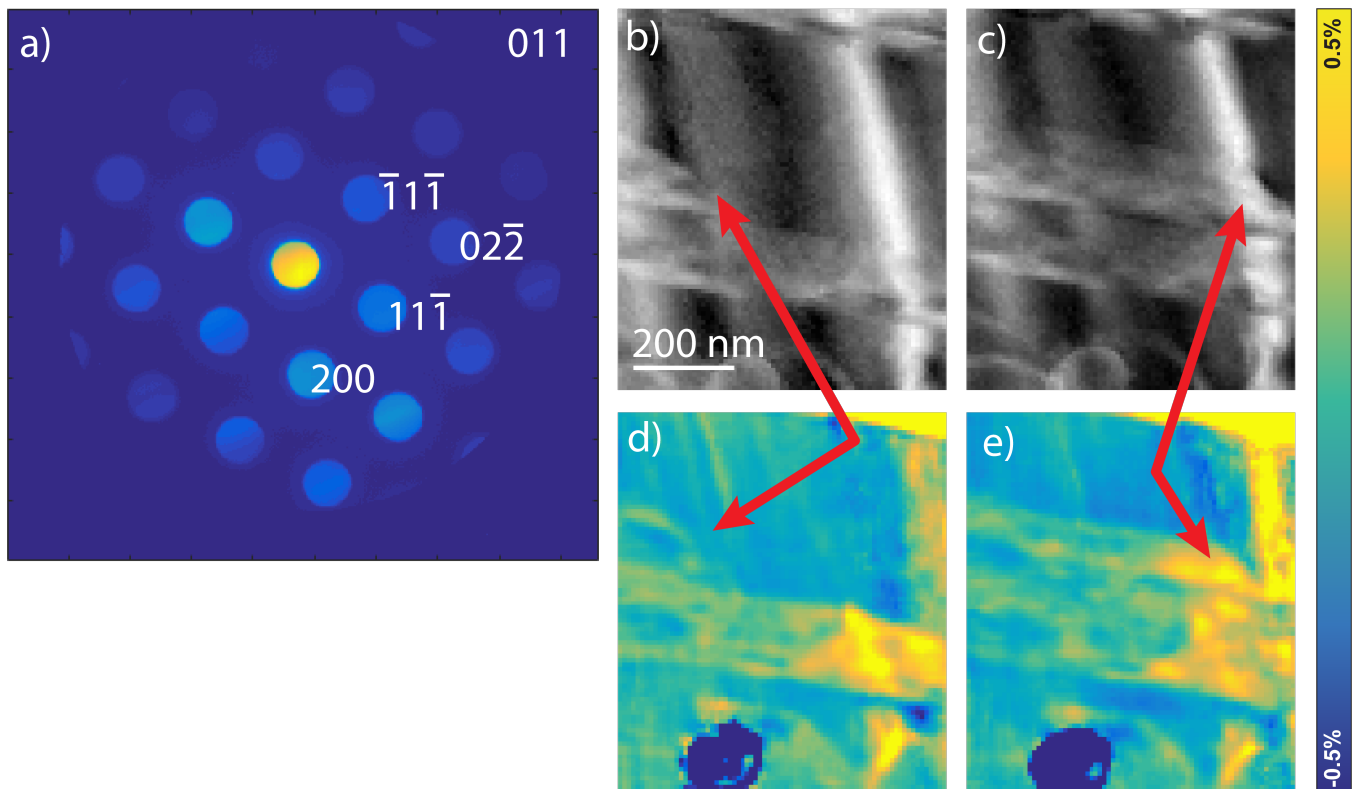 a)
011
1̅11̅
022̅
111̅
200
b)
c)
200 nm
d)
e)
0.5%
-0.5%